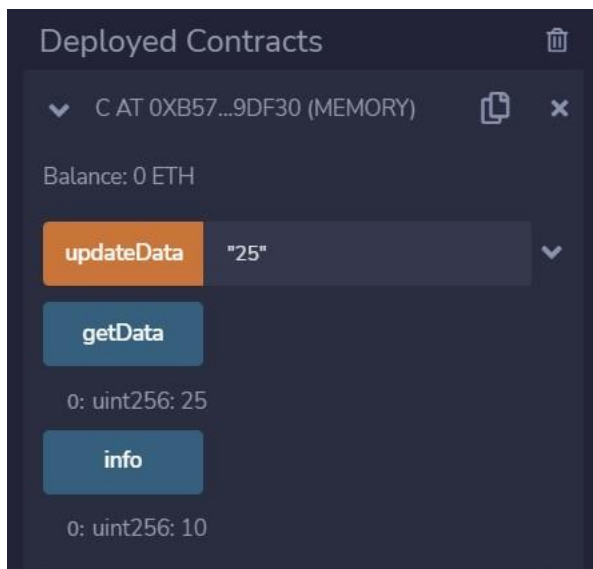 Deployed Contracts
C AT 0XB57...9DF30 (MEMORY)
Balance: 0 ETH
updateData "25"
getData
0: uint256: 25
info
0: uint256: 10